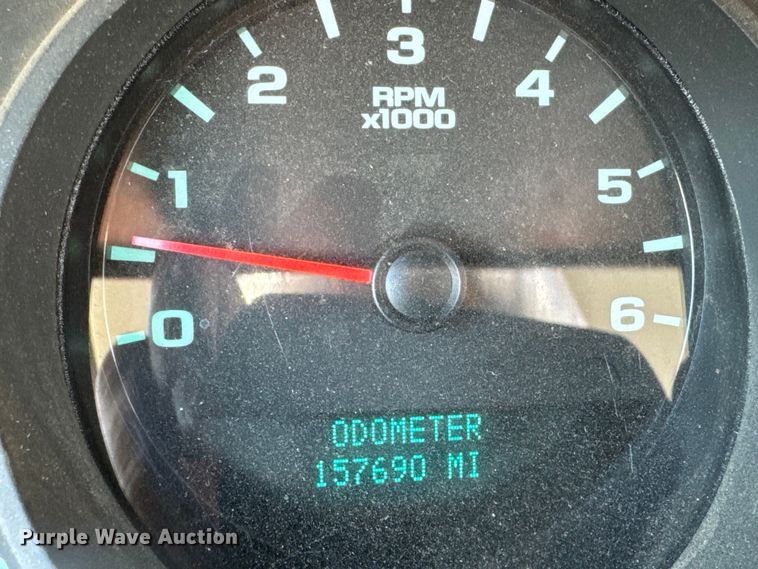 3
2
4
RPM
x1000
1
5
0
6
ODOMETER
157690 MI
Purple Wave Auction®